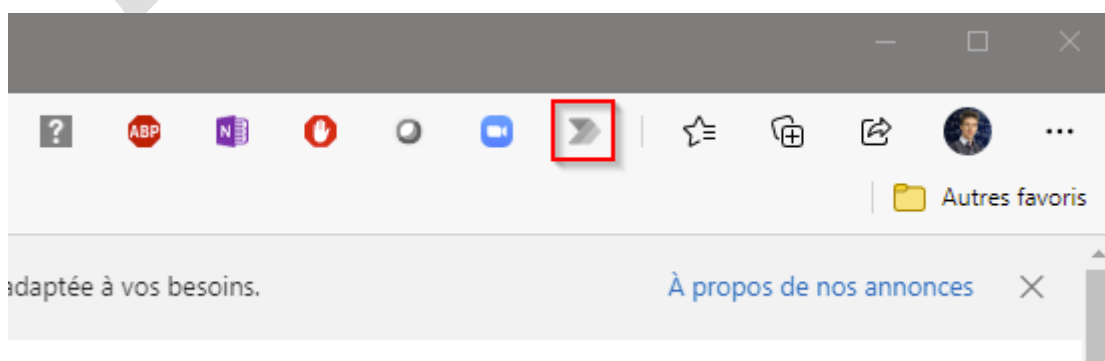 ?
ABP
N
Autres favoris
adaptée à vos besoins.
À propos de nos annonces